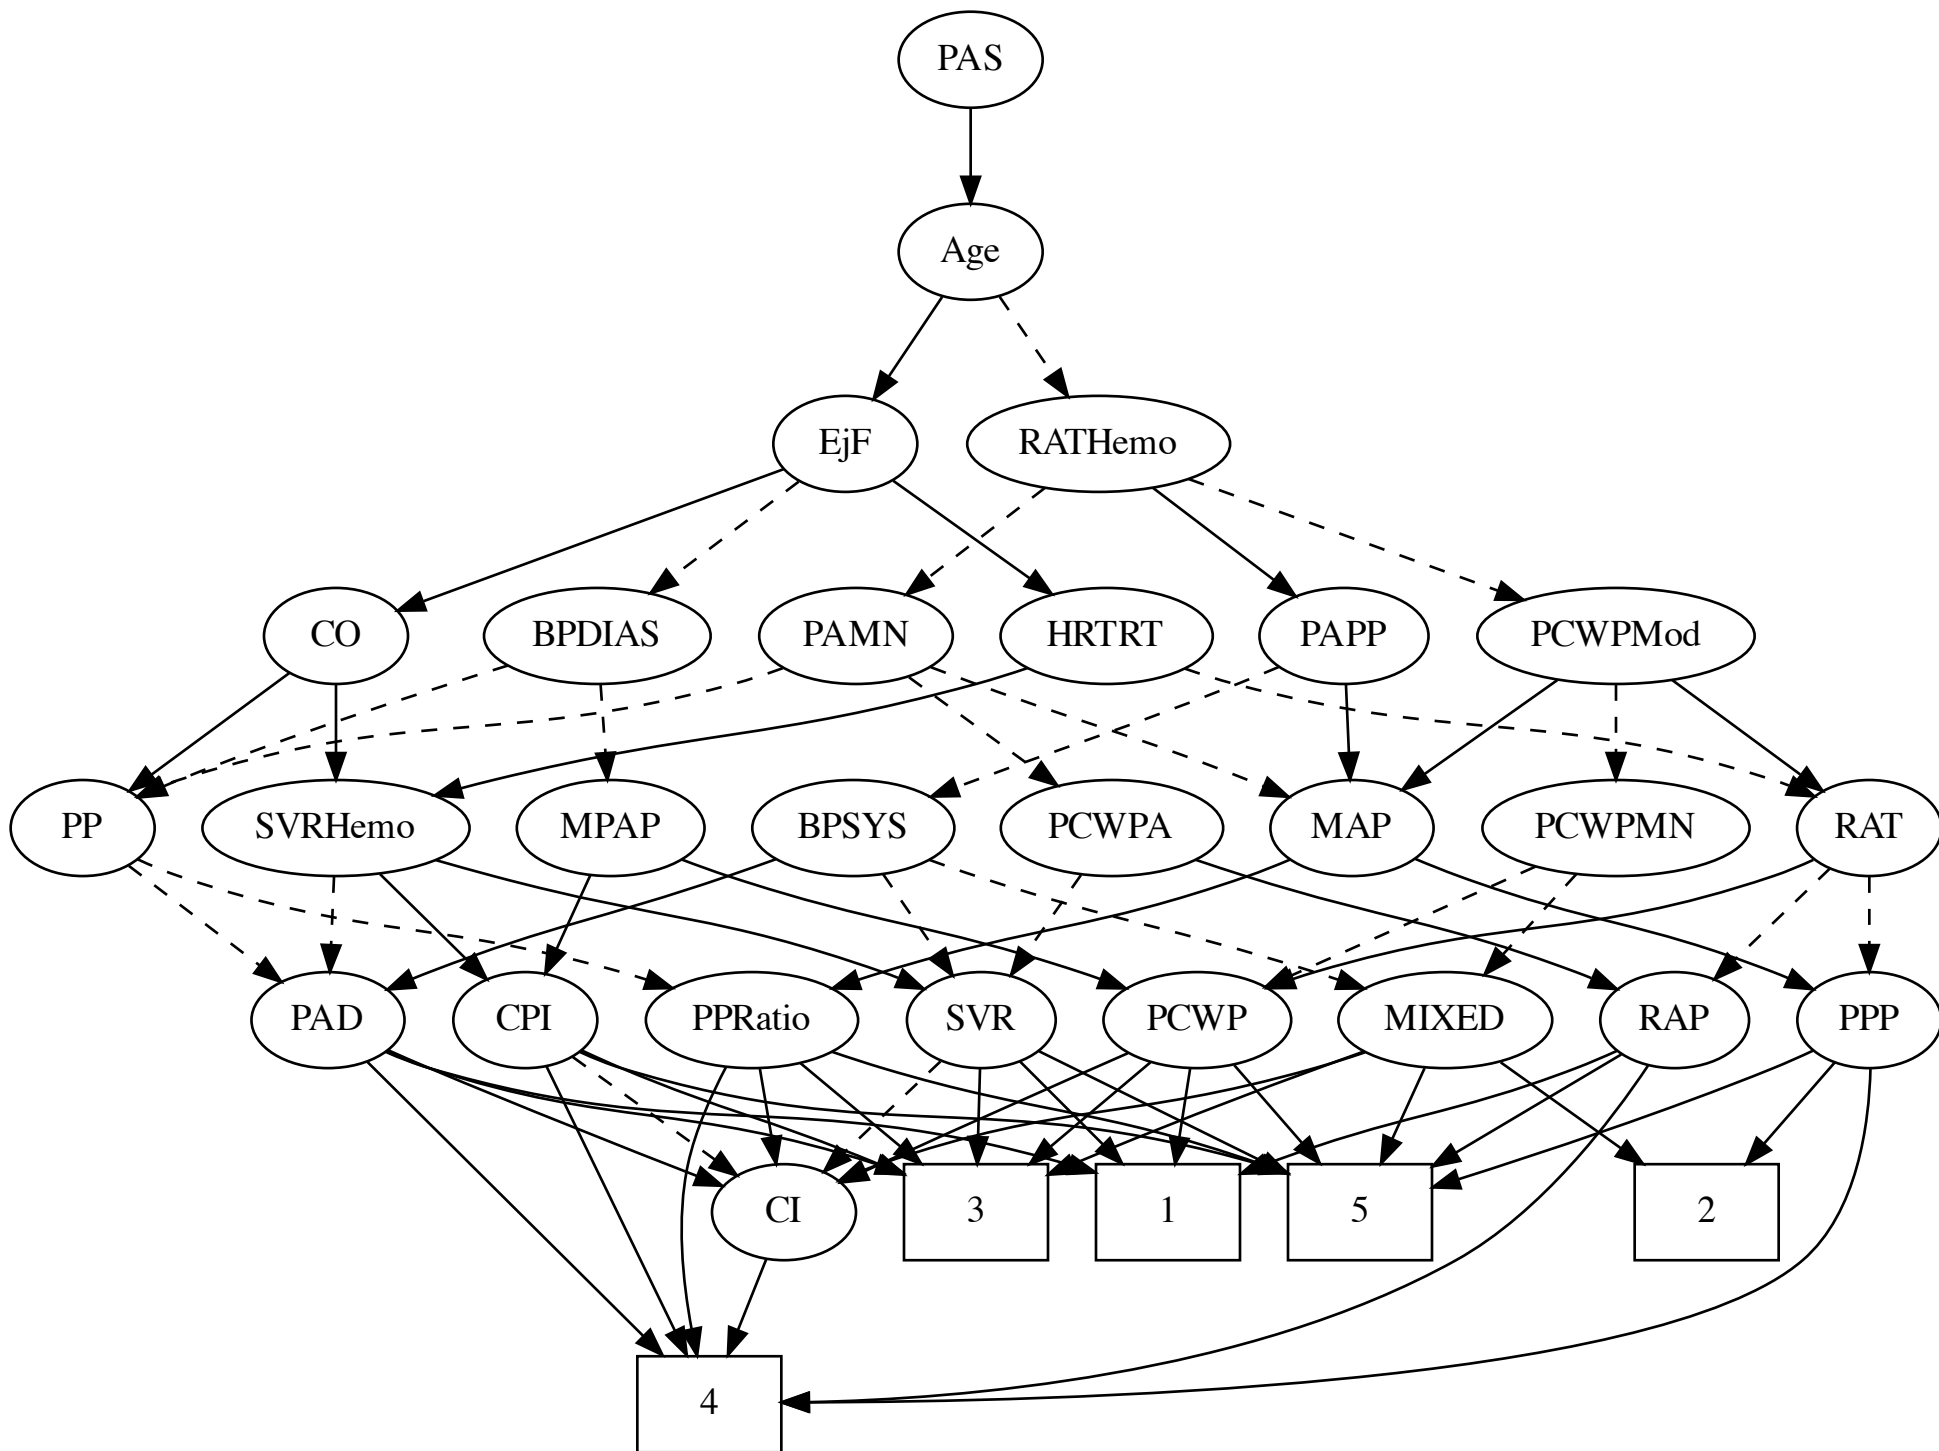 PAS
Age
EjF RATHemo
CO BPDIAS PAMN HRTRT PAPP PCWPMod
PP SVRHemo MPAP BPSYS PCWPA MAP PCWPMN RAT
PAD CPI PPRatio SVR PCWP MIXED RAP PPP
CI 3 1 5 2
4